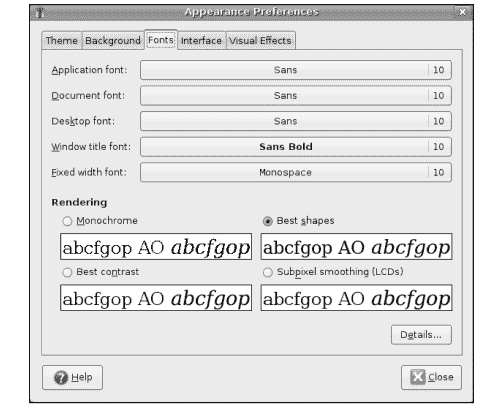 Appearance Preferences
Theme Background Fonts Interface Visual Effects
Application font: Sans 10
Document font: Sans 10
Desktop font: Sans 10
Window title font: Sans Bold 10
Fixed width font: Monospace 10
Rendering
Monochrome Best shapes
abcfgop AO abcfgop abcfgop AO abcfgop
Best contrast Subpixel smoothing (LCDs)
abcfgop AO abcfgop abcfgop AO abcfgop
Details...
Help Close